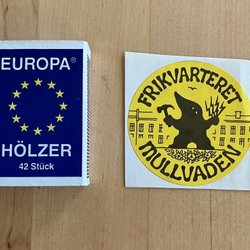 EUROPA®
HÖLZER
42 Stück
FRIKVARTERET
MULLVADEN